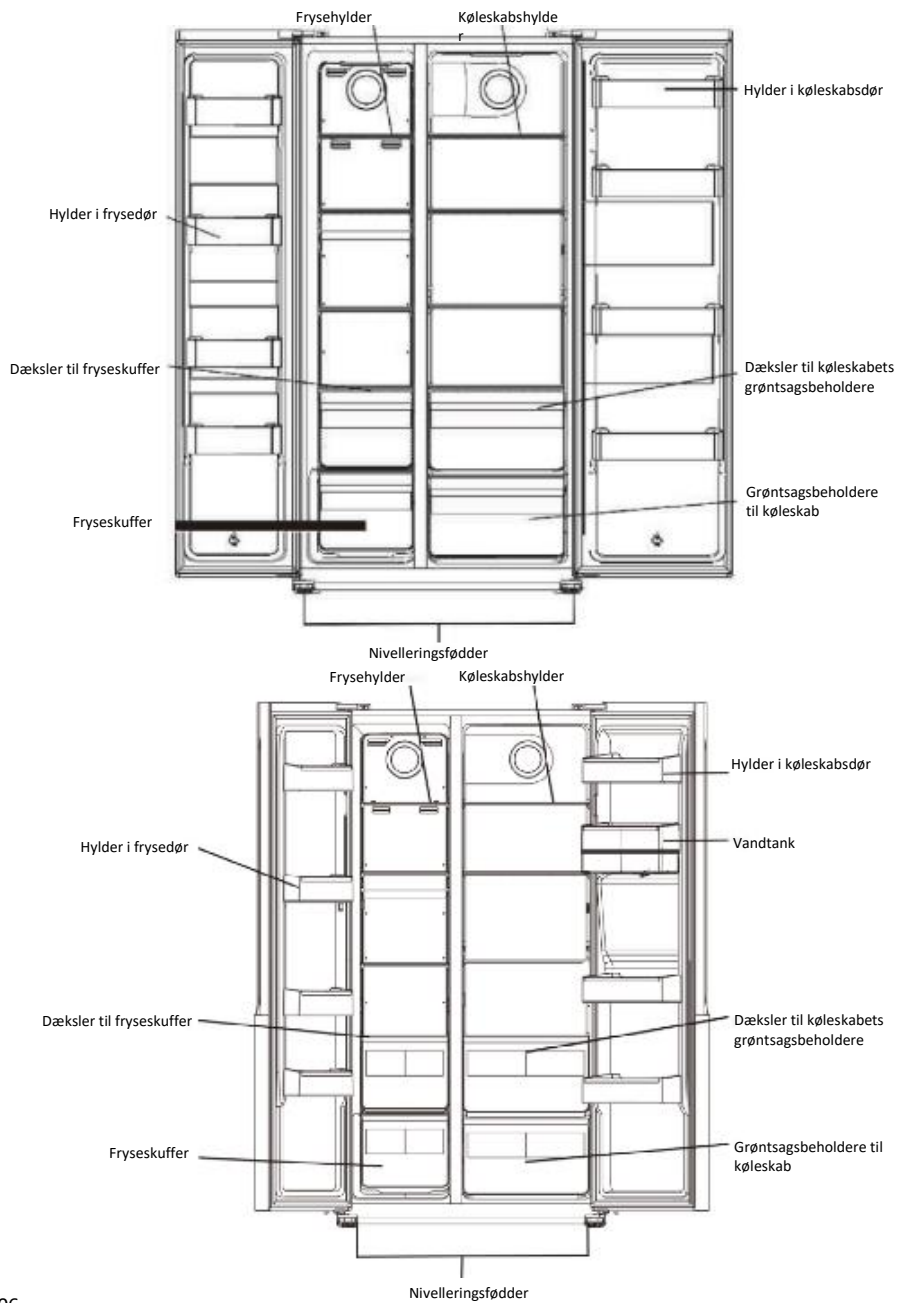 Frysehylder
Køleskabshylde
r
Hylder i køleskabsdør
Hylder i frysedør
Dæksler til fryseskuffer
Dæksler til køleskabets
grøntsagsbeholdere
Grøntsagsbeholdere
til køleskab
Fryseskuffer
Nivelleringsfødder
Frysehylder
Køleskabshylder
Hylder i køleskabsdør
Vandtank
Hylder i frysedør
Dæksler til fryseskuffer
Dæksler til køleskabets
grøntsagsbeholdere
Fryseskuffer
Grøntsagsbeholdere til
køleskab
Nivelleringsfødder